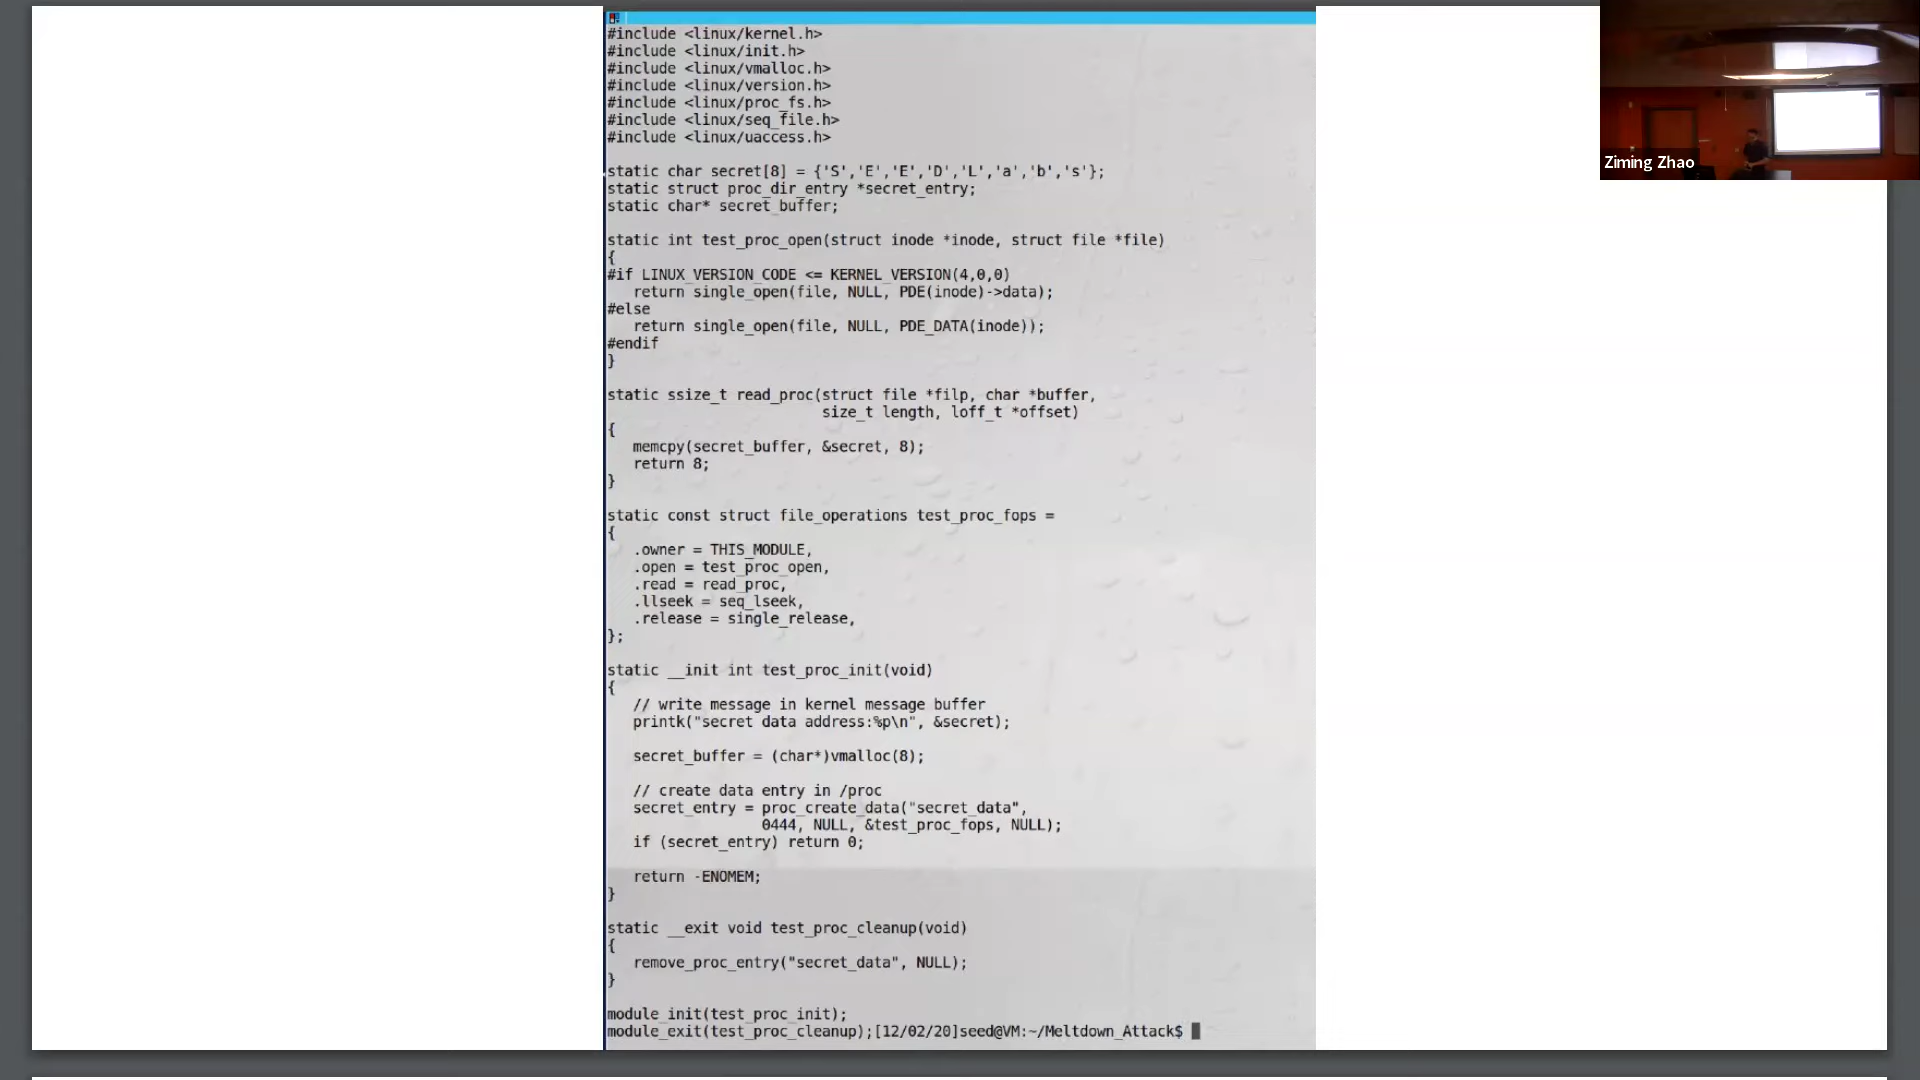 #include <linux/kernel.h>
#include <linux/init.h>
#include <linux/vmalloc.h>
#include <linux/version.h>
#include <linux/proc_fs.h>
#include <linux/seq_file.h>
#include <linux/uaccess.h>
static char secret[8] = {'S','E','E','D','L','a','b','s'};
static struct proc_dir_entry *secret_entry;
static char* secret_buffer;
static int test_proc_open(struct inode *inode, struct file *file)
{
#if LINUX_VERSION_CODE <= KERNEL_VERSION(4,0,0)
   return single_open(file, NULL, PDE(inode)->data);
#else
   return single_open(file, NULL, PDE_DATA(inode));
#endif
}
static ssize_t read_proc(struct file *filp, char *buffer,
                         size_t length, loff_t *offset)
{
   memcpy(secret_buffer, &secret, 8);
   return 8;
}
static const struct file_operations test_proc_fops =
{
   .owner = THIS_MODULE,
   .open = test_proc_open,
   .read = read_proc,
   .llseek = seq_lseek,
   .release = single_release,
};
static __init int test_proc_init(void)
{
   // write message in kernel message buffer
   printk("secret data address:%p\n", &secret);
   secret_buffer = (char*)vmalloc(8);
   // create data entry in /proc
   secret_entry = proc_create_data("secret_data",
                  0444, NULL, &test_proc_fops, NULL);
   if (secret_entry) return 0;
   return -ENOMEM;
}
static __exit void test_proc_cleanup(void)
{
   remove_proc_entry("secret_data", NULL);
}
module_init(test_proc_init);
module_exit(test_proc_cleanup);[12/02/20]seed@VM:~/Meltdown_Attack$
Ziming Zhao